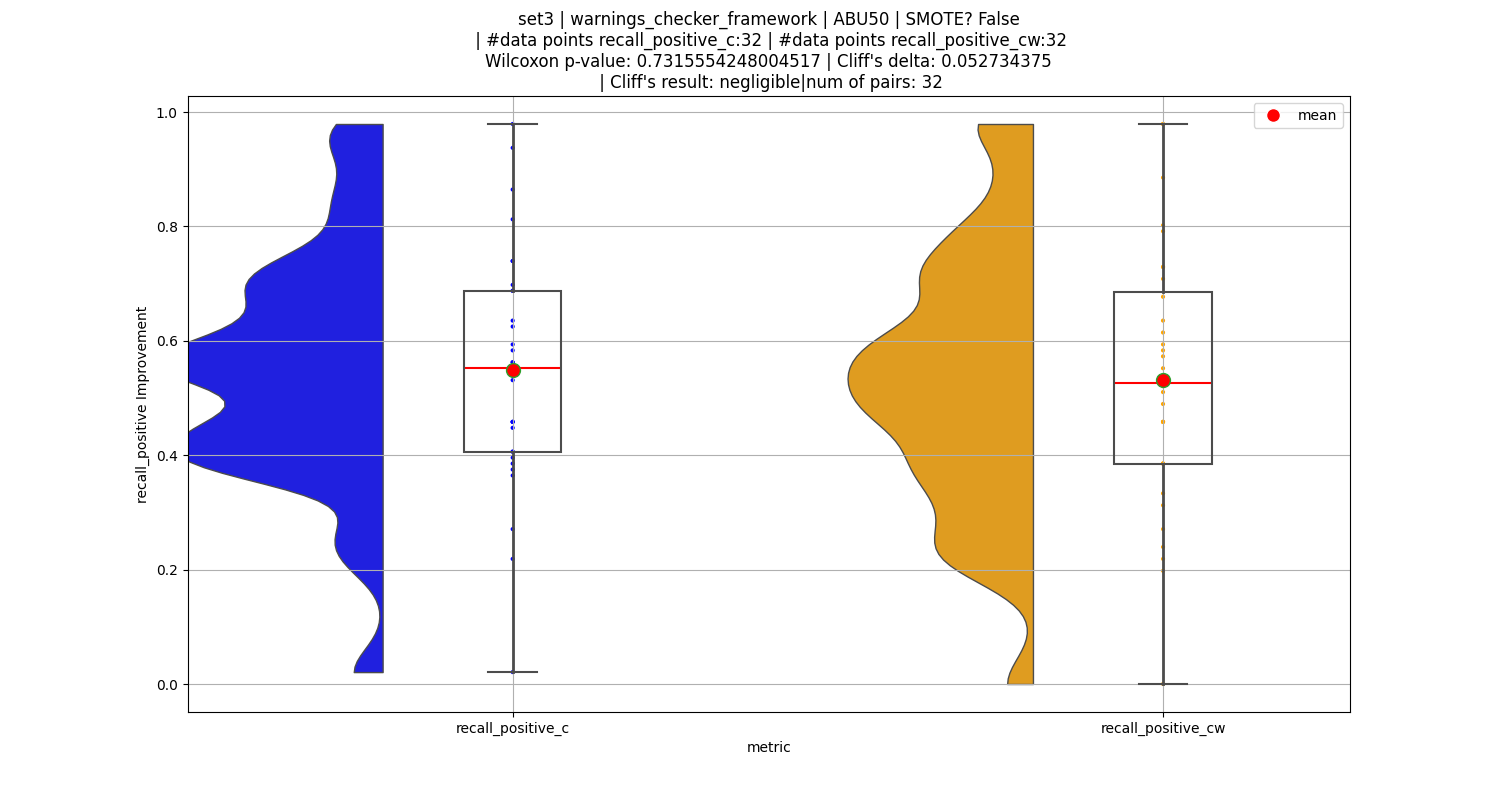 set3 | warnings_checker_framework | ABU50 | SMOTE? False
| #data points recall_positive_c:32 | #data points recall_positive_cw:32
Wilcoxon p-value: 0.7315554248004517 | Cliff's delta: 0.052734375
| Cliff's result: negligible|num of pairs: 32
mean
1.0
0.8
0.6
0.4
0.2
0.0
recall_positive Improvement
recall_positive_c
recall_positive_cw
metric